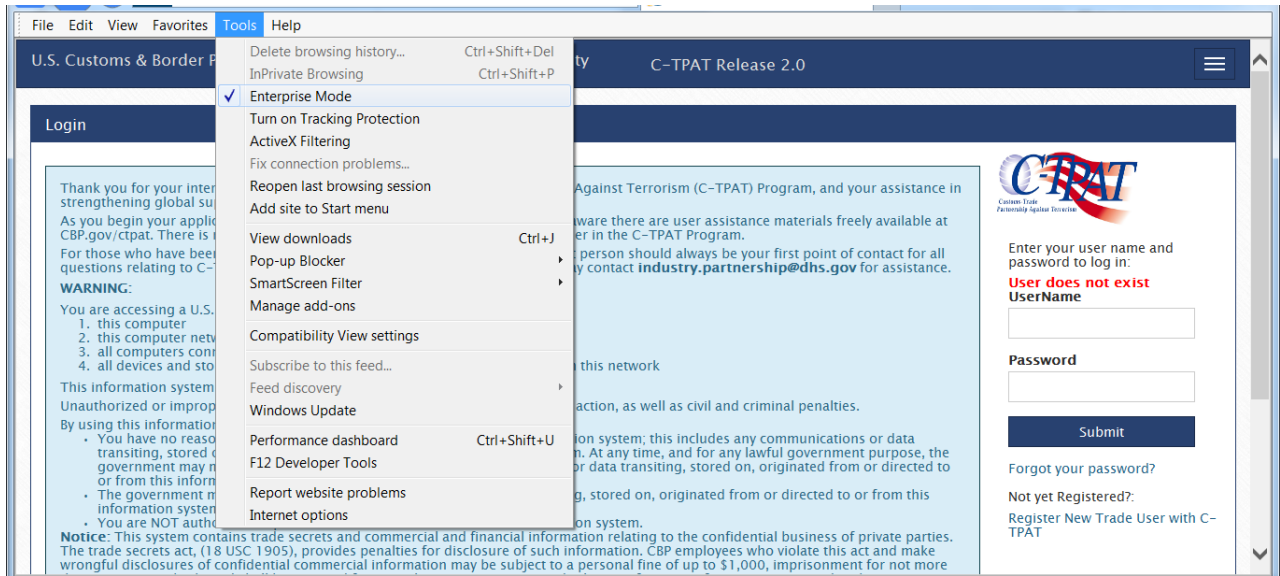 File Edit View Favorites Tools Help
U.S. Customs & Border
ty
C-TPAT Release 2.0
Delete browsing history... Ctrl+Shift+Del
InPrivate Browsing Ctrl+Shift+P
Enterprise Mode
Turn on Tracking Protection
ActiveX Filtering
Fix connection problems...
Reopen last browsing session
Add site to Start menu
View downloads Ctrl+J
Pop-up Blocker
SmartScreen Filter
Manage add-ons
Compatibility View settings
Subscribe to this feed...
Feed discovery
Windows Update
Performance dashboard Ctrl+Shift+U
F12 Developer Tools
Report website problems
Internet options
Login
Thank you for your inter Against Terrorism (C-TPAT) Program, and your assistance in
strengthening global su
As you begin your applic ware there are user assistance materials freely available at
CBP.gov/ctpat. There is er in the C-TPAT Program.
For those who have bee person should always be your first point of contact for all
questions relating to C- y contact industry.partnership@dhs.gov for assistance.
WARNING:
You are accessing a U.S.
1. this computer
2. this computer netw
3. all computers conn
4. all devices and sto this network
This information system
Unauthorized or improp action, as well as civil and criminal penalties.
By using this information
• You have no reaso ion system; this includes any communications or data
transiting, stored . At any time, and for any lawful government purpose, the
government may or data transiting, stored on, originated from or directed to
or from this inform
• The government g, stored on, originated from or directed to or from this
information system
• You are NOT autho on system.
Notice: This system contains trade secrets and commercial and financial information relating to the confidential business of private parties.
The trade secrets act, (18 USC 1905), provides penalties for disclosure of such information. CBP employees who violate this act and make
wrongful disclosures of confidential commercial information may be subject to a personal fine of up to $1,000, imprisonment for not more
C-TPAT
Customs Trade
Partnership Against Terrorism
Enter your user name and
password to log in:
User does not exist
UserName
Password
Submit
Forgot your password?
Not yet Registered?:
Register New Trade User with C-
TPAT